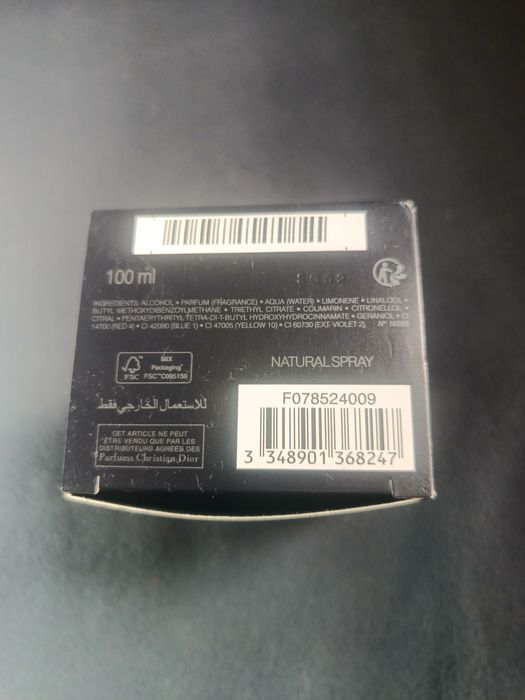 100 ml
INGREDIENTS: ALCOHOL • PARFUM (FRAGRANCE) • AQUA (WATER) • LIMONENE • LINALOOL •
BUTYL METHOXYDIBENZOYLMETHANE • TRIETHYL CITRATE • COUMARIN • CITRONELLOL •
CITRAL • PENTAERYTHRITYL TETRA-DI-T-BUTYL HYDROXYHYDROCINNAMATE • GERANIOL • CI
14700 (RED 4) • CI 42090 (BLUE 1) • CI 47005 (YELLOW 10) • CI 60730 (EXT. VIOLET 2). N° 16095
FSC
MIX
Packaging
FSC™ C095159
NATURAL SPRAY
للاستعمال الخارجي فقط
F078524009
CET ARTICLE NE PEUT
ÊTRE VENDU QUE PAR LES
DISTRIBUTEURS AGRÉÉS DES
Parfums Christian Dior
3 348901 368247